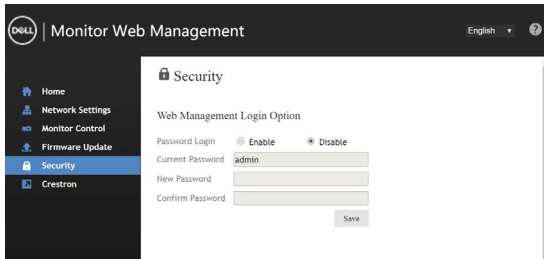 DELL | Monitor Web Management
English
?
Home
Network Settings
Monitor Control
Firmware Update
Security
Crestron
Security
Web Management Login Option
Password Login Enable Disable
Current Password admin
New Password
Confirm Password
Save